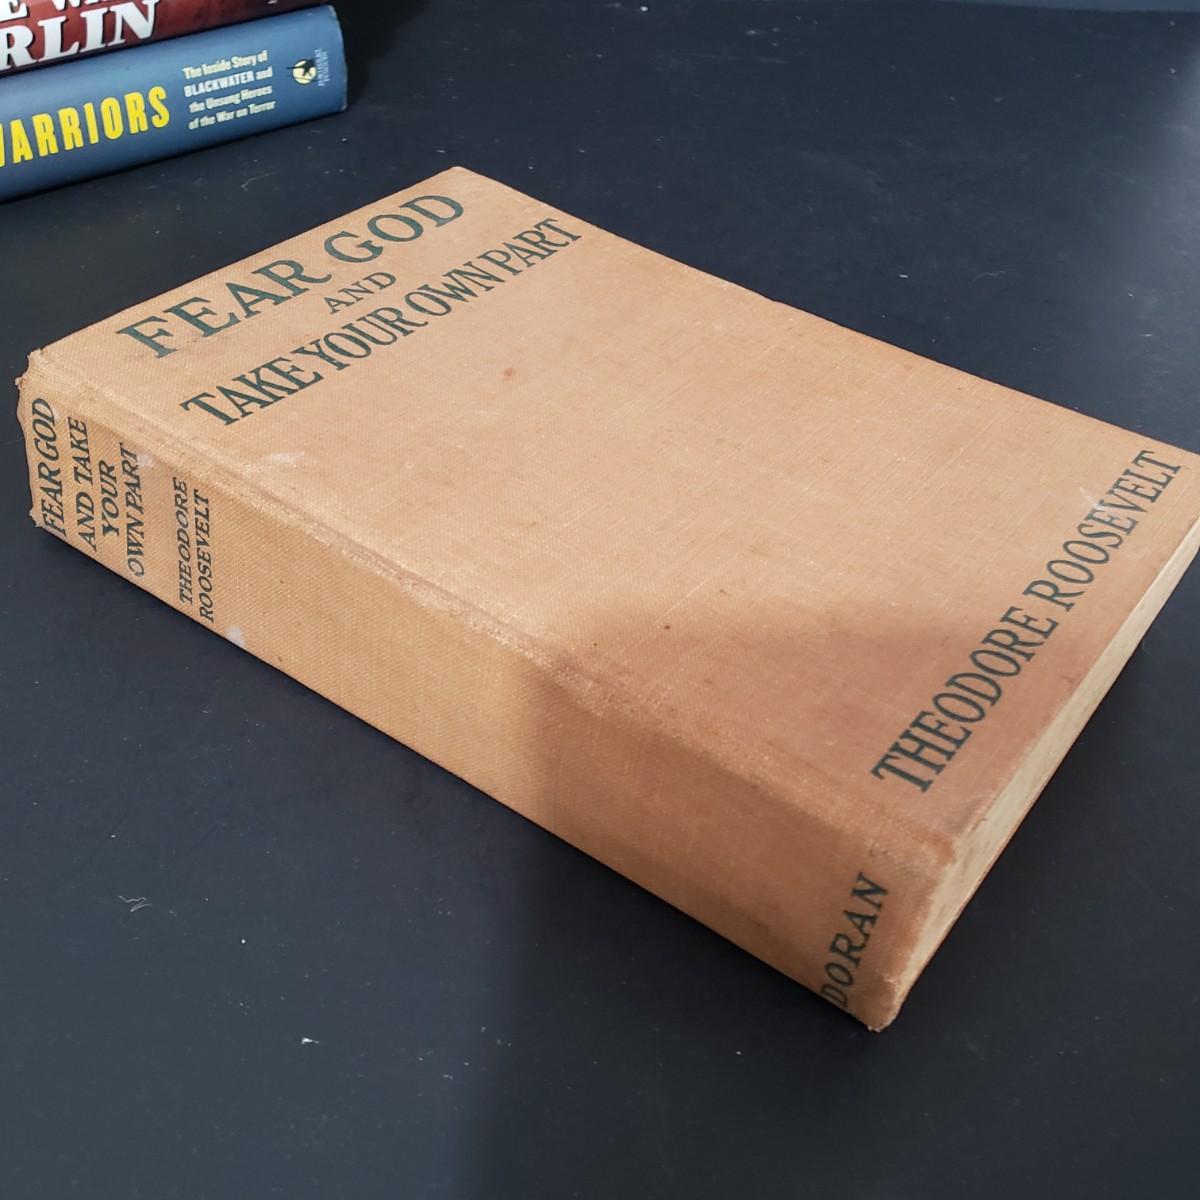 RLIN
WARRIORS
The Inside Story of
BLACKWATER and
the Unsung Heroes
of the War on Terror
FEAR GOD
AND
TAKE YOUR OWN PART
THEODORE ROOSEVELT
FEAR GOD
AND TAKE
YOUR
OWN PART
THEODORE
ROOSEVELT
DORAN